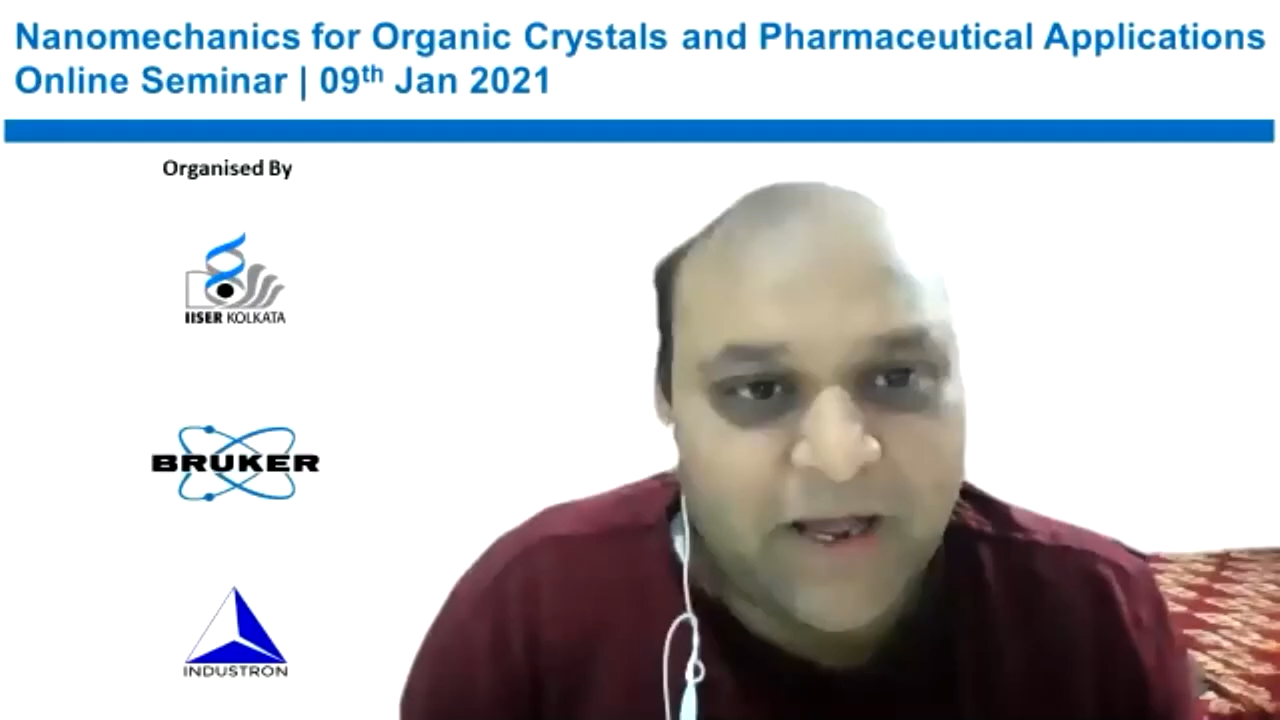 Nanomechanics for Organic Crystals and Pharmaceutical Applications
Online Seminar | 09th Jan 2021
Organised By
IISER KOLKATA
BRUKER
INDUSTRON